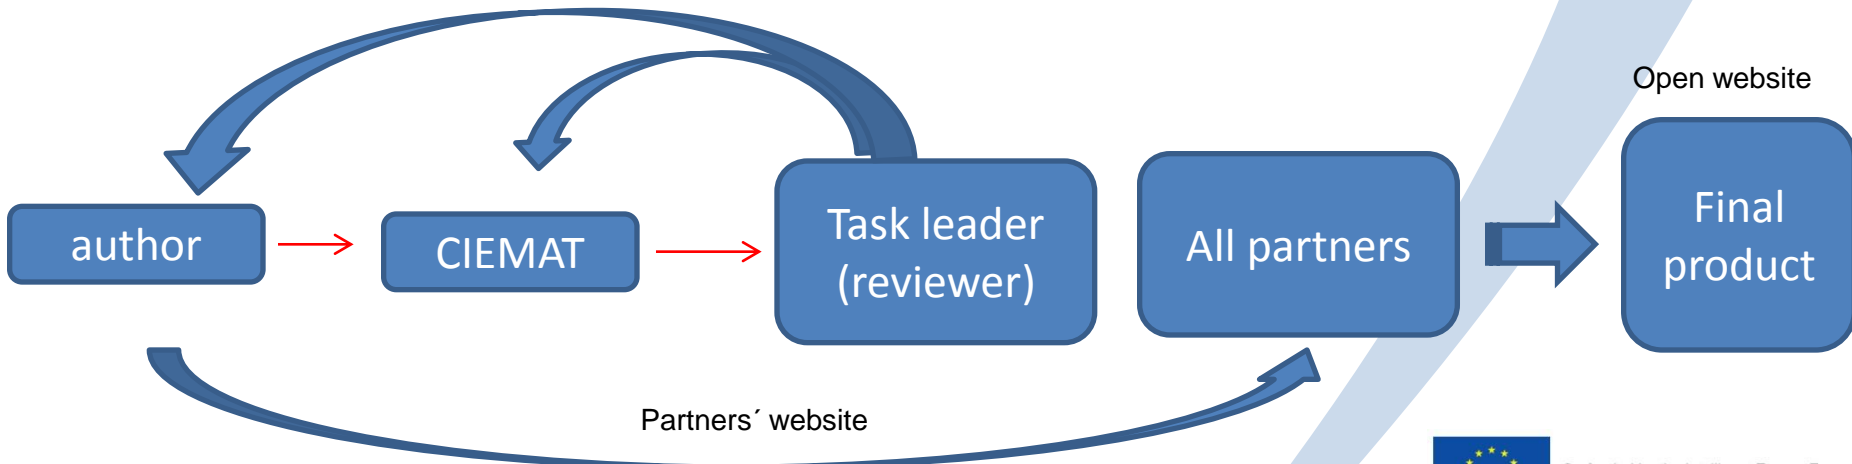 Open website
author
CIEMAT
Task leader
(reviewer)
All partners
Final
product
Partners´ website